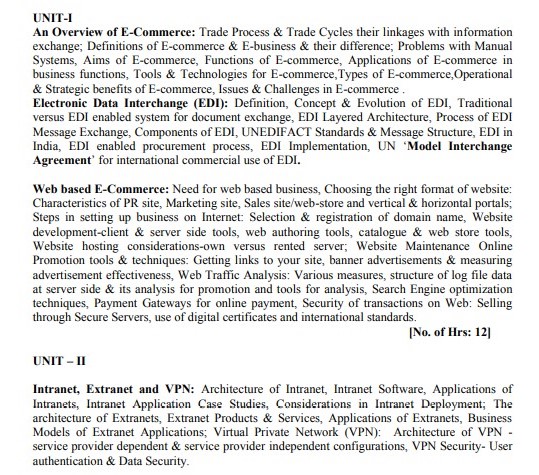 UNIT-I
An Overview of E-Commerce: Trade Process & Trade Cycles their linkages with information
exchange; Definitions of E-commerce & E-business & their difference; Problems with Manual
Systems, Aims of E-commerce, Functions of E-commerce, Applications of E-commerce in
business functions, Tools & Technologies for E-commerce,Types of E-commerce,Operational
& Strategic benefits of E-commerce, Issues & Challenges in E-commerce .
Electronic Data Interchange (EDI): Definition, Concept & Evolution of EDI, Traditional
versus EDI enabled system for document exchange, EDI Layered Architecture, Process of EDI
Message Exchange, Components of EDI, UNEDIFACT Standards & Message Structure, EDI in
India, EDI enabled procurement process, EDI Implementation, UN 'Model Interchange
Agreement' for international commercial use of EDI.
Web based E-Commerce: Need for web based business, Choosing the right format of website:
Characteristics of PR site, Marketing site, Sales site/web-store and vertical & horizontal portals;
Steps in setting up business on Internet: Selection & registration of domain name, Website
development-client & server side tools, web authoring tools, catalogue & web store tools,
Website hosting considerations-own versus rented server; Website Maintenance Online
Promotion tools & techniques: Getting links to your site, banner advertisements & measuring
advertisement effectiveness, Web Traffic Analysis: Various measures, structure of log file data
at server side & its analysis for promotion and tools for analysis, Search Engine optimization
techniques, Payment Gateways for online payment, Security of transactions on Web: Selling
through Secure Servers, use of digital certificates and international standards.
[No. of Hrs: 12]
UNIT – II
Intranet, Extranet and VPN: Architecture of Intranet, Intranet Software, Applications of
Intranets, Intranet Application Case Studies, Considerations in Intranet Deployment; The
architecture of Extranets, Extranet Products & Services, Applications of Extranets, Business
Models of Extranet Applications; Virtual Private Network (VPN): Architecture of VPN -
service provider dependent & service provider independent configurations, VPN Security- User
authentication & Data Security.